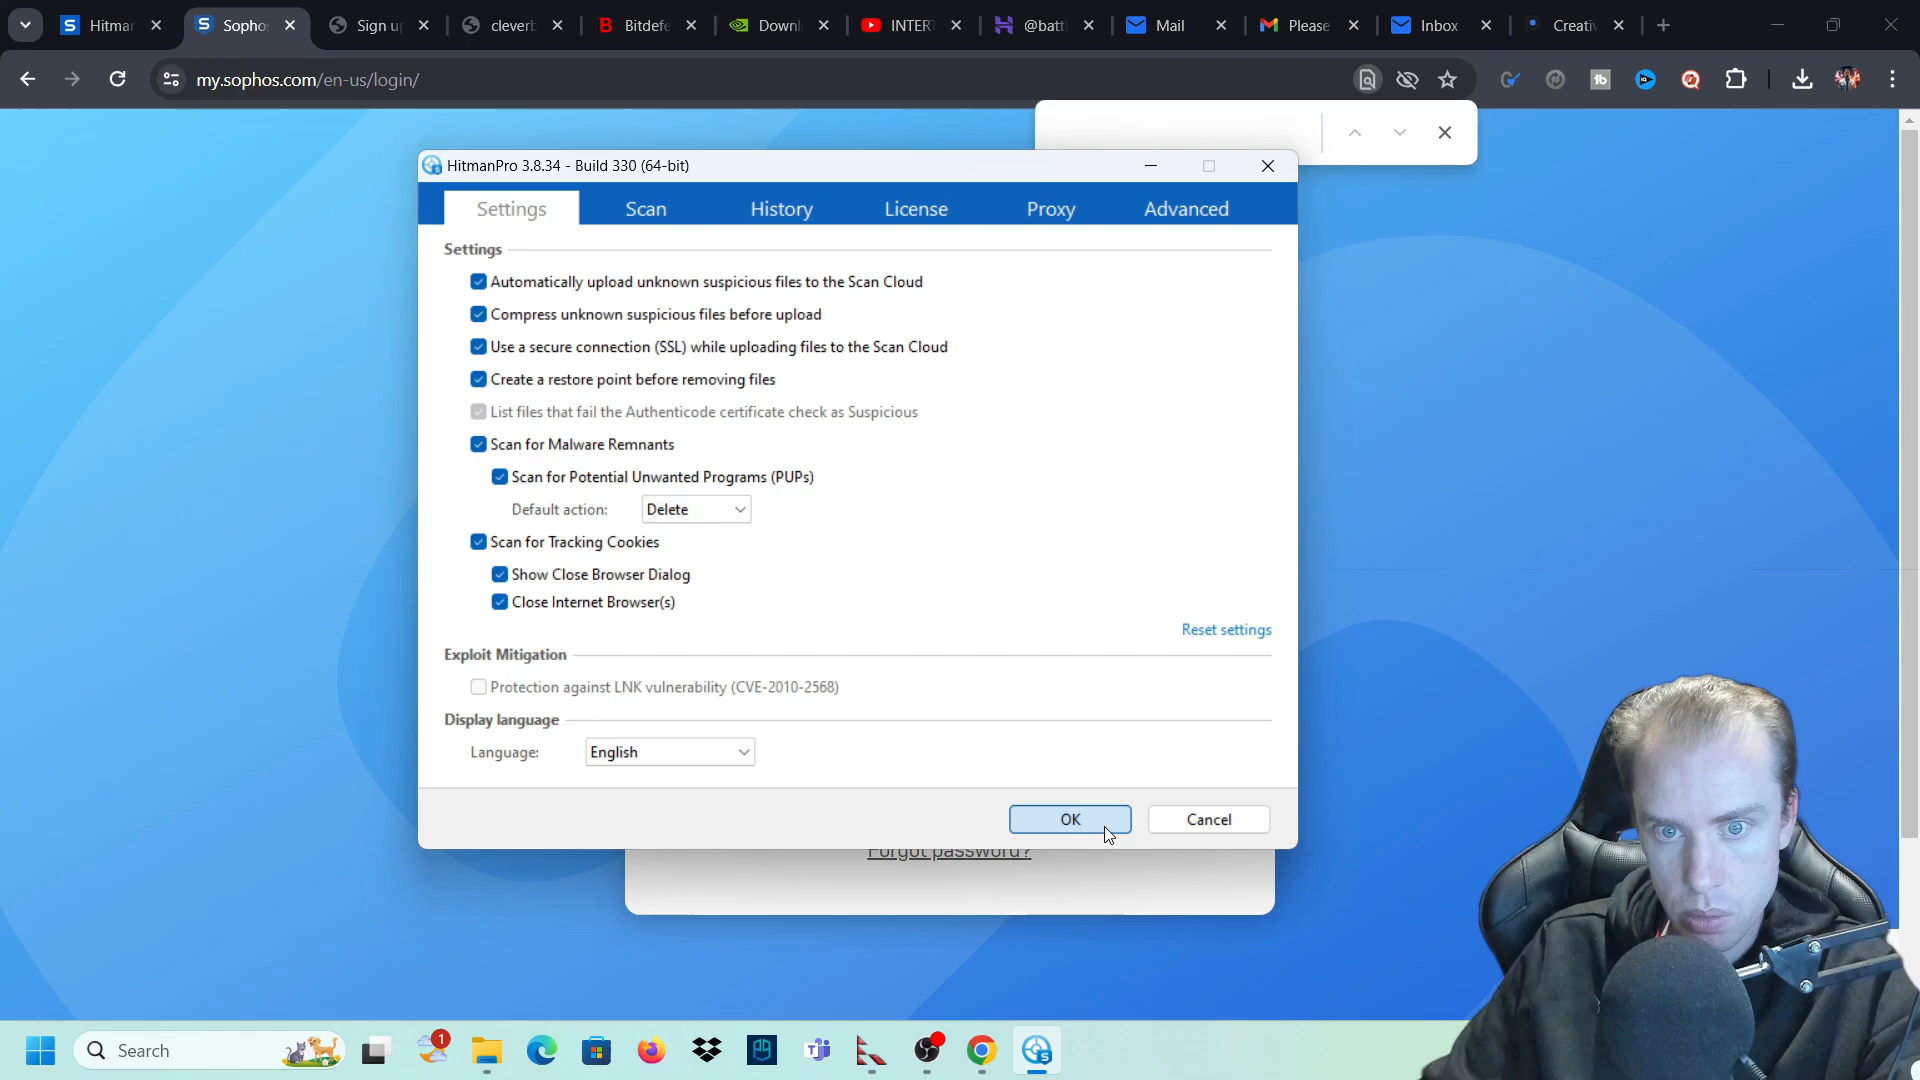 Hitmar
Sopho
Sign u
cleverb
Bitdefe
Downl
INTER
@batt
Mail
Please
Inbox
Creativ
my.sophos.com/en-us/login/
HitmanPro 3.8.34 - Build 330 (64-bit)
Settings Scan History License Proxy Advanced
Settings
Automatically upload unknown suspicious files to the Scan Cloud
Compress unknown suspicious files before upload
Use a secure connection (SSL) while uploading files to the Scan Cloud
Create a restore point before removing files
List files that fail the Authenticode certificate check as Suspicious
Scan for Malware Remnants
Scan for Potential Unwanted Programs (PUPs)
Default action: Delete
Scan for Tracking Cookies
Show Close Browser Dialog
Close Internet Browser(s)
Reset settings
Exploit Mitigation
Protection against LNK vulnerability (CVE-2010-2568)
Display language
Language: English
OK Cancel
Forgot password?
Search
1